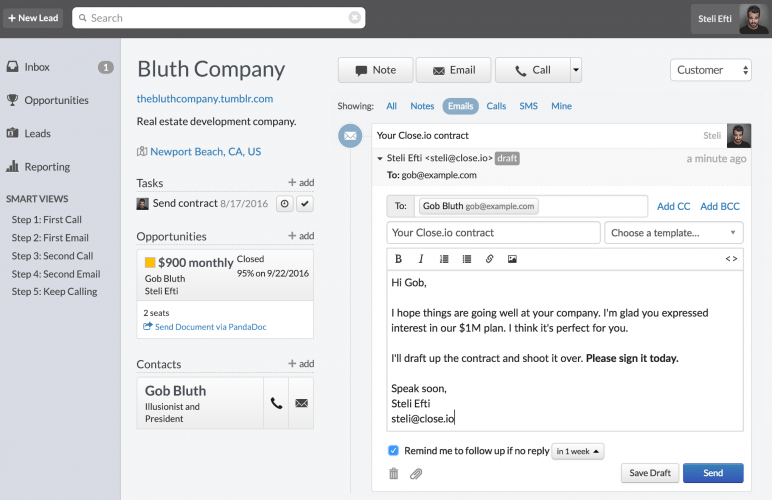 + New Lead
Search
Steli Efti
Inbox 1
Opportunities
Leads
Reporting
SMART VIEWS
Step 1: First Call
Step 2: First Email
Step 3: Second Call
Step 4: Second Email
Step 5: Keep Calling
Bluth Company
thebluthcompany.tumblr.com
Real estate development company.
Newport Beach, CA, US
Tasks + add
Send contract 8/17/2016
Opportunities + add
$900 monthly Closed
95% on 9/22/2016
Gob Bluth
Steli Efti
2 seats
Send Document via PandaDoc
Contacts + add
Gob Bluth
Illusionist and
President
Note Email Call Customer
Showing: All Notes Emails Calls SMS Mine
Your Close.io contract Steli
Steli Efti <steli@close.io> draft a minute ago
To: gob@example.com
To: Gob Bluth gob@example.com Add CC Add BCC
Your Close.io contract Choose a template...
B I < >
Hi Gob,
I hope things are going well at your company. I'm glad you expressed
interest in our $1M plan. I think it's perfect for you.
I'll draft up the contract and shoot it over. Please sign it today.
Speak soon,
Steli Efti
steli@close.io
Remind me to follow up if no reply in 1 week
Save Draft Send